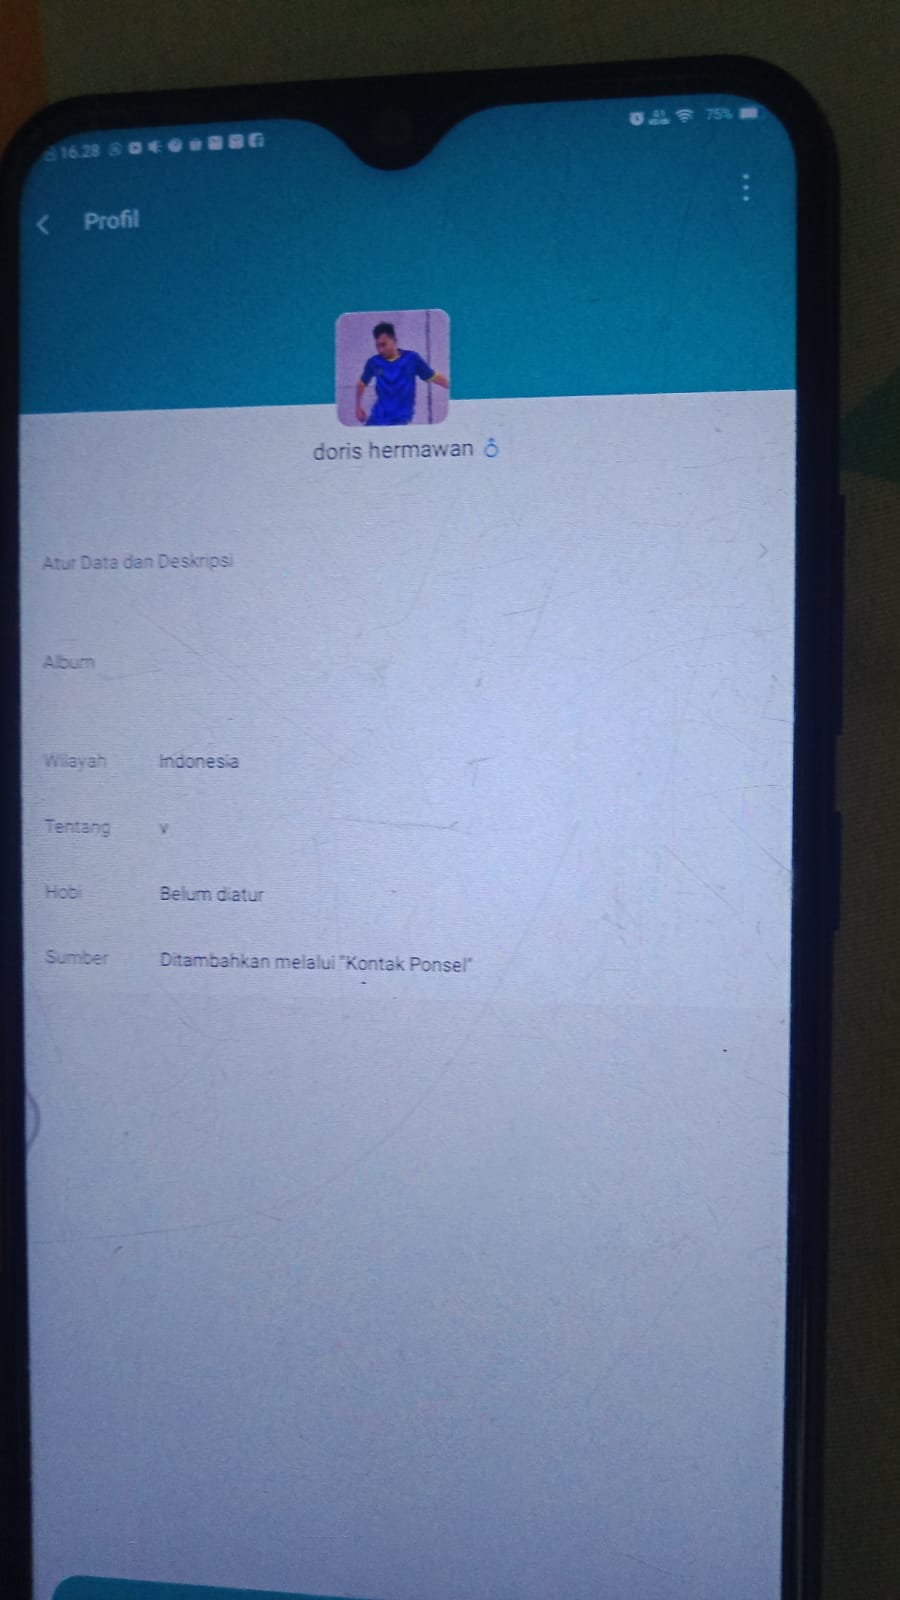 16.28
75%
Profil
doris hermawan
Atur Data dan Deskripsi
Album
Wilayah Indonesia
Tentang v
Hobi Belum diatur
Sumber Ditambahkan melalui "Kontak Ponsel"